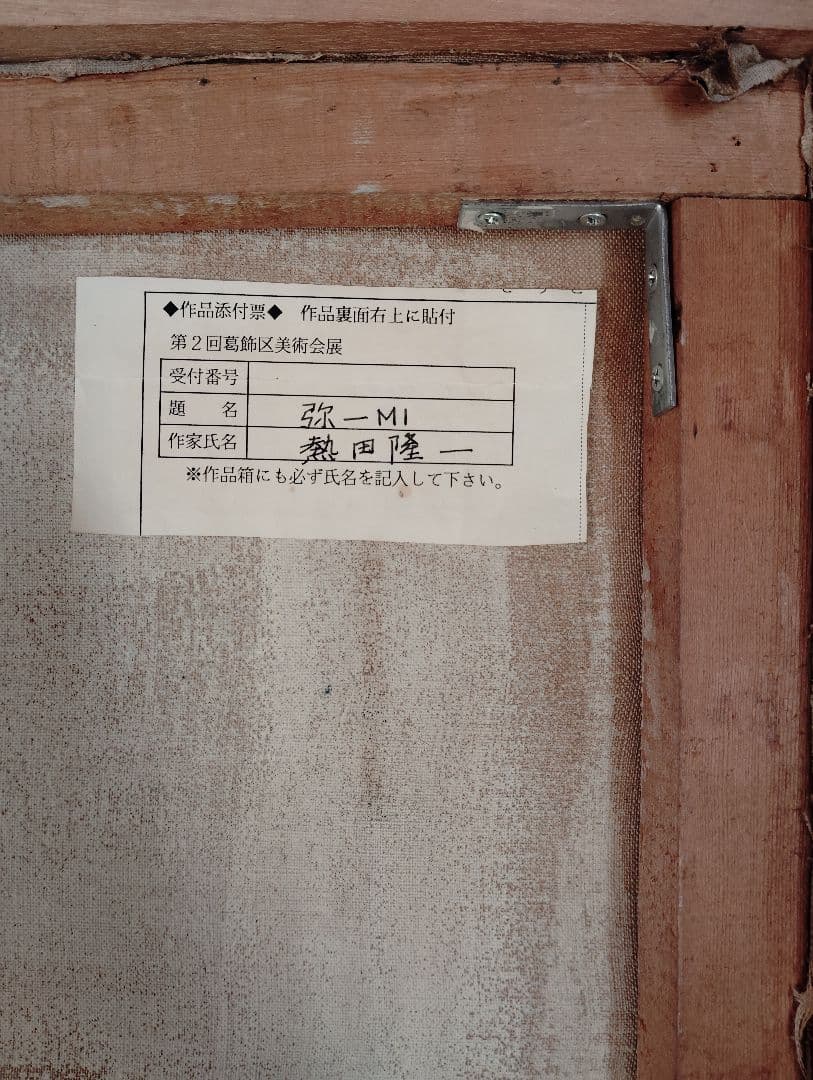 ◆作品添付票◆　作品裏面右上に貼付
第２回葛飾区美術会展
受付番号
題　　名　弥一M1
作家氏名　熱田隆一
※作品箱にも必ず氏名を記入して下さい。